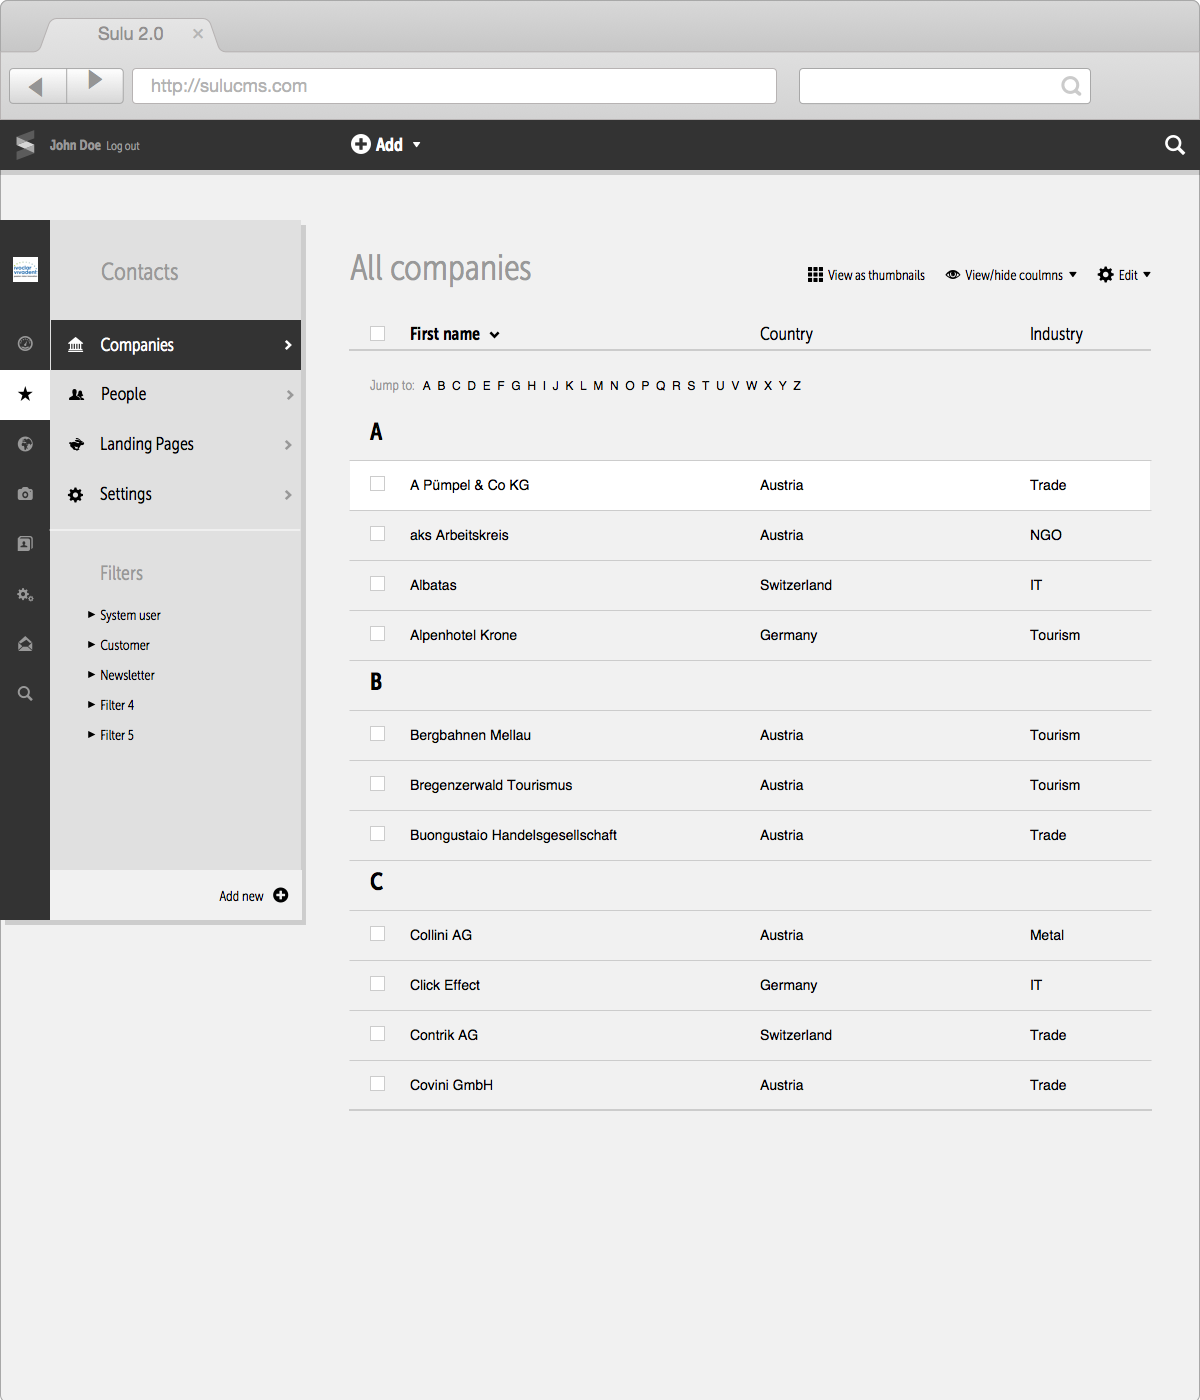 Sulu 2.0
http://sulucms.com
John Doe Log out
Add
ivoclar
vivadent
Contacts
Companies
People
Landing Pages
Settings
Filters
System user
Customer
Newsletter
Filter 4
Filter 5
Add new
All companies
View as thumbnails View/hide coulmns Edit
First name Country Industry
Jump to: A B C D E F G H I J K L M N O P Q R S T U V W X Y Z
A
A Pümpel & Co KG Austria Trade
aks Arbeitskreis Austria NGO
Albatas Switzerland IT
Alpenhotel Krone Germany Tourism
B
Bergbahnen Mellau Austria Tourism
Bregenzerwald Tourismus Austria Tourism
Buongustaio Handelsgesellschaft Austria Trade
C
Collini AG Austria Metal
Click Effect Germany IT
Contrik AG Switzerland Trade
Covini GmbH Austria Trade